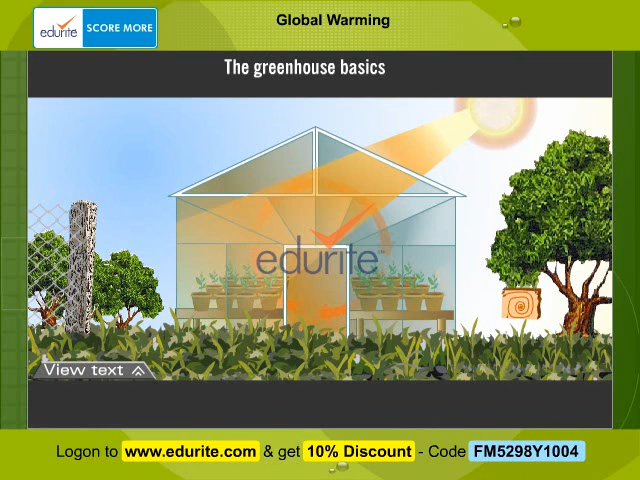 edurite
SCORE MORE
Global Warming
The greenhouse basics
edurite™
View text
Logon to www.edurite.com & get 10% Discount - Code FM5298Y1004